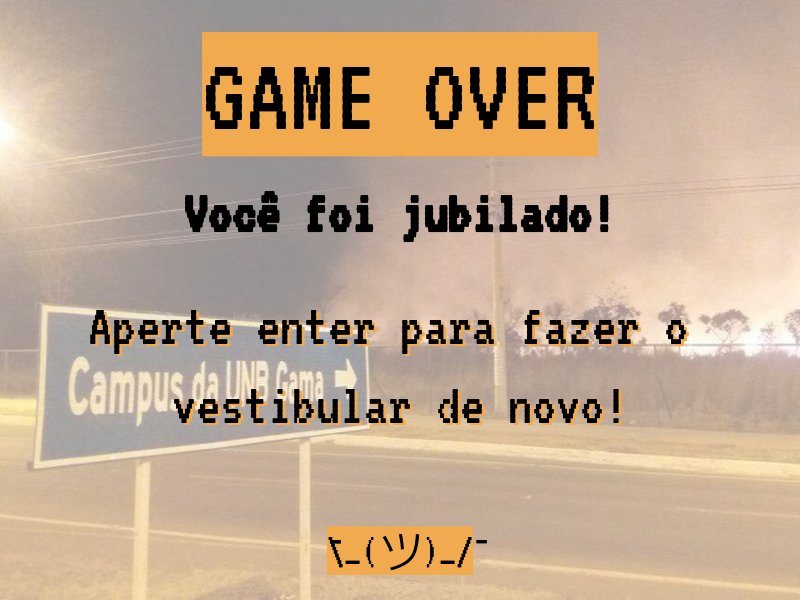 GAME OVER
Você foi jubilado!
Aperte enter para fazer o
Campus da UNB Gama →
vestibular de novo!
¯\_(ツ)_/¯